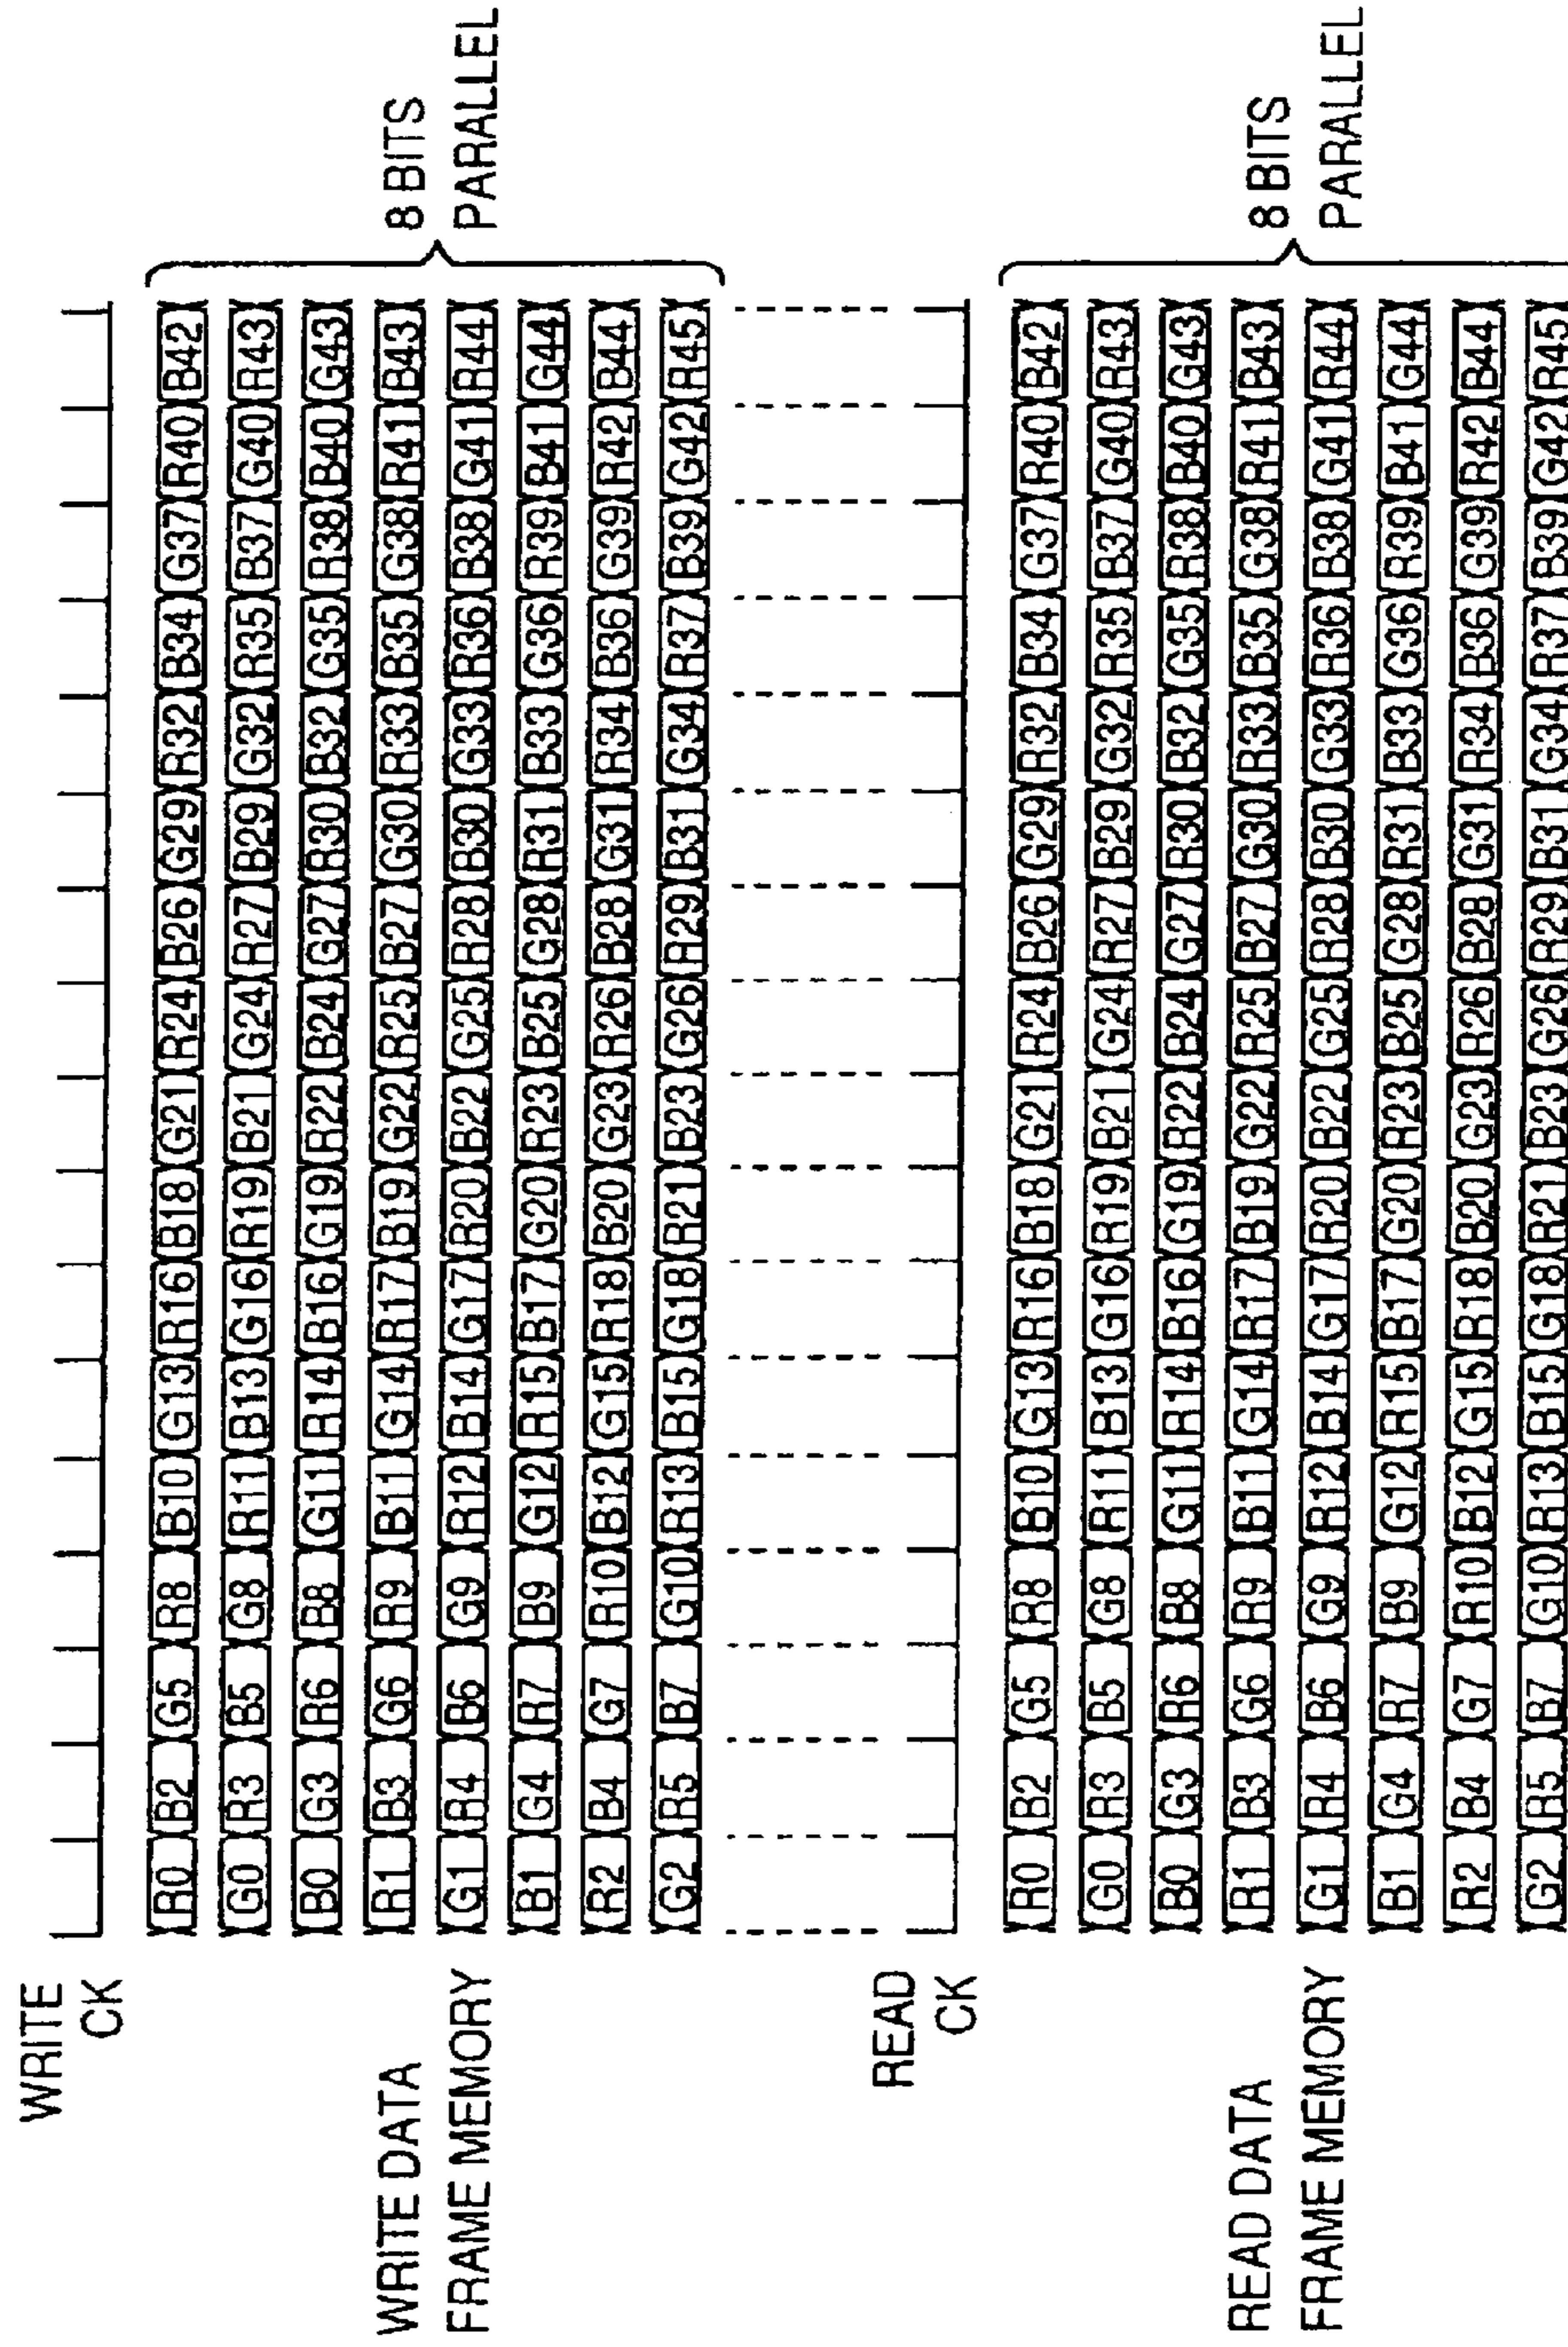 WRITE
CK
WRITE DATA
FRAME MEMORY
R0 B2 G5 R8 B10 G13 R16 B18 G21 R24 B26 G29 R32 B34 G37 R40 B42
G0 R3 B5 G8 R11 B13 G16 R19 B21 G24 R27 B29 G32 R35 B37 G40 R43
B0 G3 R6 B8 G11 R14 B16 G19 R22 B24 G27 R30 B32 G35 R38 B40 G43
R1 B3 G6 R9 B11 G14 R17 B19 G22 R25 B27 G30 R33 B35 G38 R41 B43
G1 R4 B6 G9 R12 B14 G17 R20 B22 G25 R28 B30 G33 R36 B38 G41 R44
B1 G4 R7 B9 G12 R15 B17 G20 R23 B25 G28 R31 B33 G36 R39 B41 G44
R2 B4 G7 R10 B12 G15 R18 B20 G23 R26 B28 G31 R34 B36 G39 R42 B44
G2 R5 B7 G10 R13 B15 G18 R21 B23 G26 R29 B31 G34 R37 B39 G42 R45
8 BITS
PARALLEL
READ
CK
READ DATA
FRAME MEMORY
R0 B2 G5 R8 B10 G13 R16 B18 G21 R24 B26 G29 R32 B34 G37 R40 B42
G0 R3 B5 G8 R11 B13 G16 R19 B21 G24 R27 B29 G32 R35 B37 G40 R43
B0 G3 R6 B8 G11 R14 B16 G19 R22 B24 G27 R30 B32 G35 R38 B40 G43
R1 B3 G6 R9 B11 G14 R17 B19 G22 R25 B27 G30 R33 B35 G38 R41 B43
G1 R4 B6 G9 R12 B14 G17 R20 B22 G25 R28 B30 G33 R36 B38 G41 R44
B1 G4 R7 B9 G12 R15 B17 G20 R23 B25 G28 R31 B33 G36 R39 B41 G44
R2 B4 G7 R10 B12 G15 R18 B20 G23 R26 B28 G31 R34 B36 G39 R42 B44
G2 R5 B7 G10 R13 B15 G18 R21 B23 G26 R29 B31 G34 R37 B39 G42 R45
8 BITS
PARALLEL